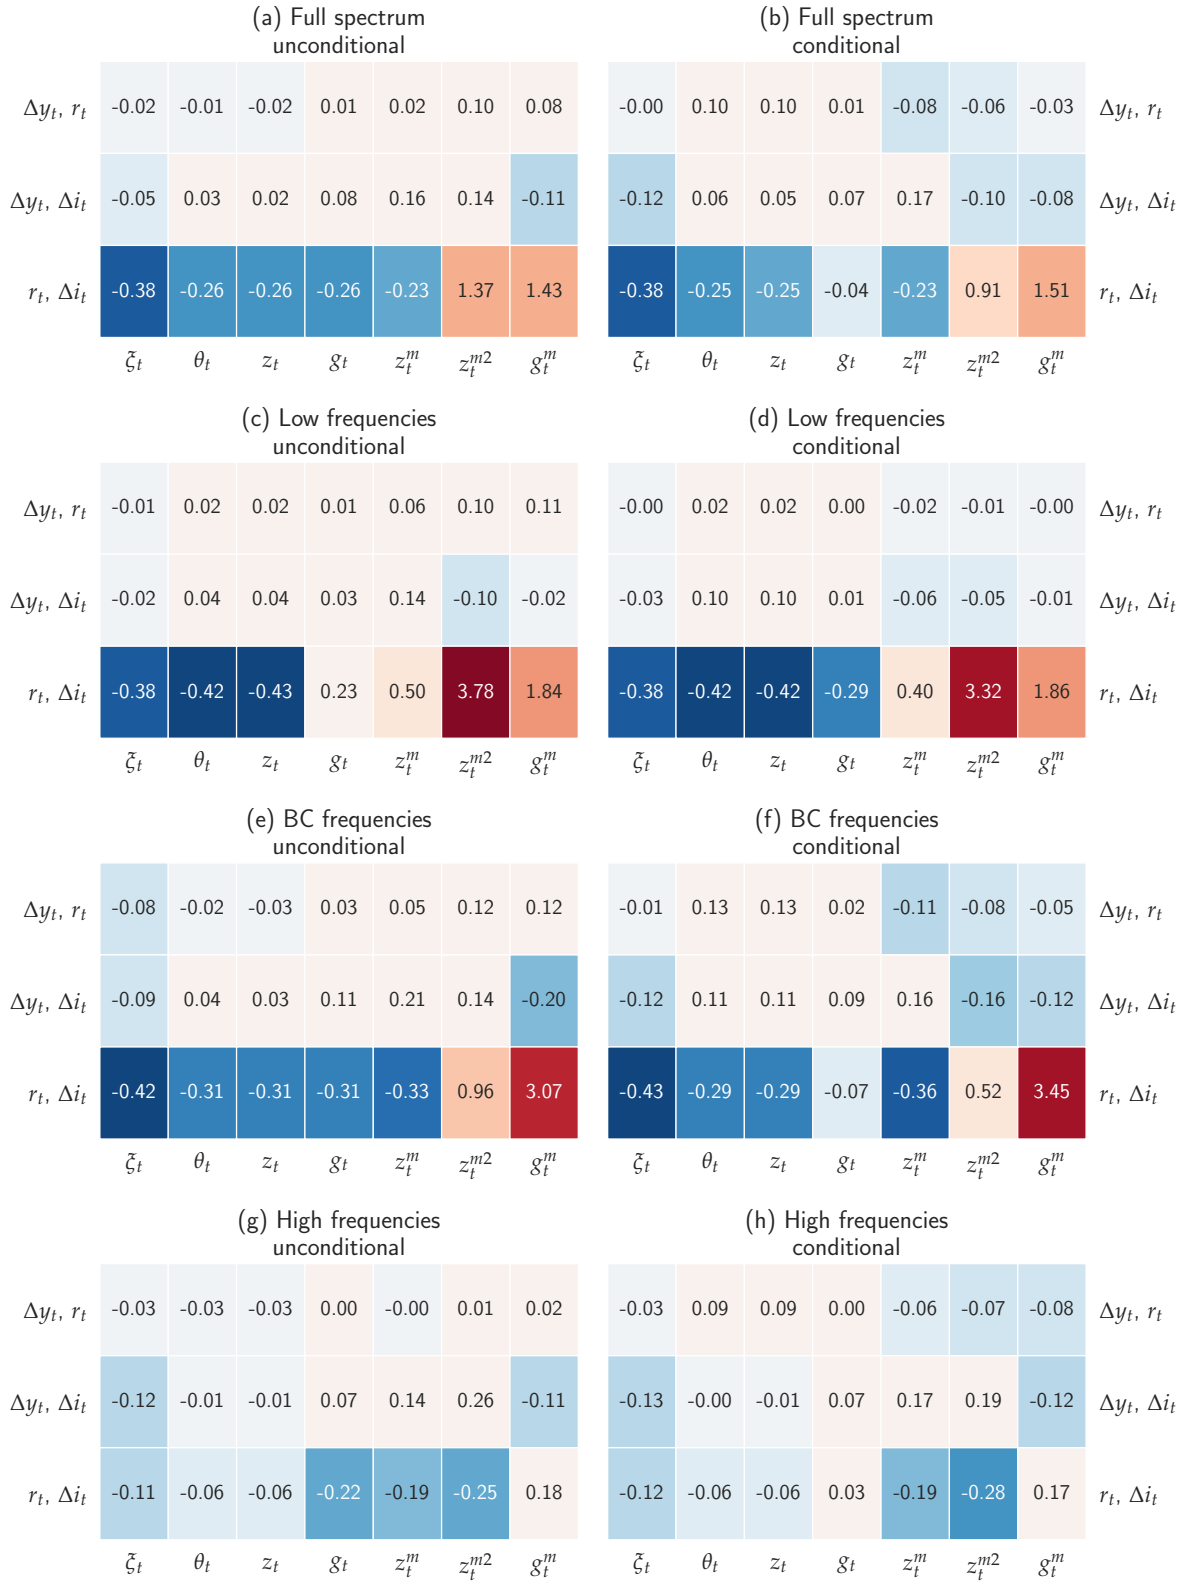 (a) Full spectrum
unconditional
(b) Full spectrum
conditional
Δy_t, r_t -0.02 -0.01 -0.02 0.01 0.02 0.10 0.08 -0.00 0.10 0.10 0.01 -0.08 -0.06 -0.03 Δy_t, r_t
Δy_t, Δi_t -0.05 0.03 0.02 0.08 0.16 0.14 -0.11 -0.12 0.06 0.05 0.07 0.17 -0.10 -0.08 Δy_t, Δi_t
r_t, Δi_t -0.38 -0.26 -0.26 -0.26 -0.23 1.37 1.43 -0.38 -0.25 -0.25 -0.04 -0.23 0.91 1.51 r_t, Δi_t
ξ_t θ_t z_t g_t z_t^m z_t^{m2} g_t^m ξ_t θ_t z_t g_t z_t^m z_t^{m2} g_t^m
(c) Low frequencies
unconditional
(d) Low frequencies
conditional
Δy_t, r_t -0.01 0.02 0.02 0.01 0.06 0.10 0.11 -0.00 0.02 0.02 0.00 -0.02 -0.01 -0.00 Δy_t, r_t
Δy_t, Δi_t -0.02 0.04 0.04 0.03 0.14 -0.10 -0.02 -0.03 0.10 0.10 0.01 -0.06 -0.05 -0.01 Δy_t, Δi_t
r_t, Δi_t -0.38 -0.42 -0.43 0.23 0.50 3.78 1.84 -0.38 -0.42 -0.42 -0.29 0.40 3.32 1.86 r_t, Δi_t
ξ_t θ_t z_t g_t z_t^m z_t^{m2} g_t^m ξ_t θ_t z_t g_t z_t^m z_t^{m2} g_t^m
(e) BC frequencies
unconditional
(f) BC frequencies
conditional
Δy_t, r_t -0.08 -0.02 -0.03 0.03 0.05 0.12 0.12 -0.01 0.13 0.13 0.02 -0.11 -0.08 -0.05 Δy_t, r_t
Δy_t, Δi_t -0.09 0.04 0.03 0.11 0.21 0.14 -0.20 -0.12 0.11 0.11 0.09 0.16 -0.16 -0.12 Δy_t, Δi_t
r_t, Δi_t -0.42 -0.31 -0.31 -0.31 -0.33 0.96 3.07 -0.43 -0.29 -0.29 -0.07 -0.36 0.52 3.45 r_t, Δi_t
ξ_t θ_t z_t g_t z_t^m z_t^{m2} g_t^m ξ_t θ_t z_t g_t z_t^m z_t^{m2} g_t^m
(g) High frequencies
unconditional
(h) High frequencies
conditional
Δy_t, r_t -0.03 -0.03 -0.03 0.00 -0.00 0.01 0.02 -0.03 0.09 0.09 0.00 -0.06 -0.07 -0.08 Δy_t, r_t
Δy_t, Δi_t -0.12 -0.01 -0.01 0.07 0.14 0.26 -0.11 -0.13 -0.00 -0.01 0.07 0.17 0.19 -0.12 Δy_t, Δi_t
r_t, Δi_t -0.11 -0.06 -0.06 -0.22 -0.19 -0.25 0.18 -0.12 -0.06 -0.06 0.03 -0.19 -0.28 0.17 r_t, Δi_t
ξ_t θ_t z_t g_t z_t^m z_t^{m2} g_t^m ξ_t θ_t z_t g_t z_t^m z_t^{m2} g_t^m